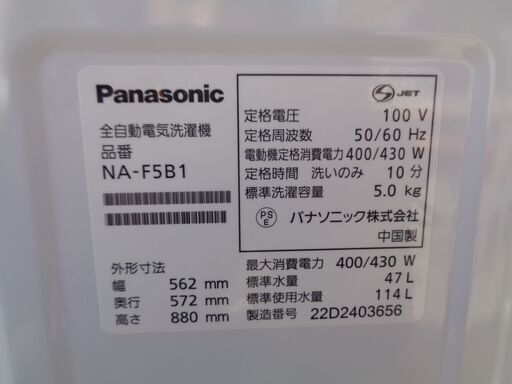 Panasonic
全自動電気洗濯機
品番
NA-F5B1
外形寸法
幅 562 mm
奥行 572 mm
高さ 880 mm
S JET
定格電圧 100 V
定格周波数 50/60 Hz
電動機定格消費電力 400/430 W
定格時間 洗いのみ 10 分
標準洗濯容量 5.0 kg
PS E パナソニック株式会社
中国製
最大消費電力 400/430 W
標準水量 47 L
標準使用水量 114 L
製造番号 22D2403656